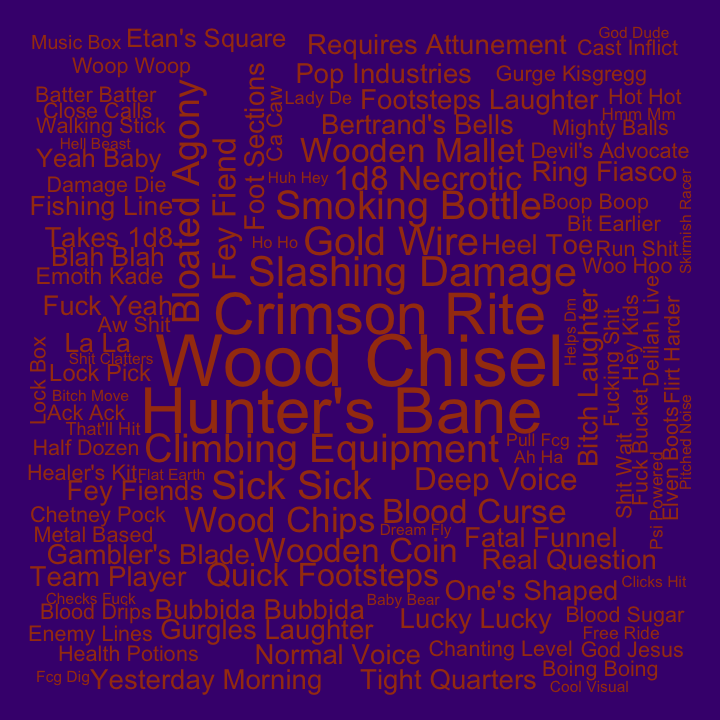 God Dude
Music Box
Etan's Square
Requires Attunement
Cast Inflict
Woop Woop
Pop Industries
Gurge Kisgregg
Batter Batter
Lady De
Footsteps Laughter
Hot Hot
Close Calls
Hmm Mm
Walking Stick
Bertrand's Bells
Mighty Balls
Hell Beast
Yeah Baby
Wooden Mallet
Devil's Advocate
Damage Die
Huh Hey
1d8 Necrotic
Ring Fiasco
Fishing Line
Smoking Bottle
Boop Boop
Bit Earlier
Takes 1d8
Ho Ho
Gold Wire
Heel Toe
Run Shit
Blah Blah
Woo Hoo
Emoth Kade
Slashing Damage
Bloated Agony
Fey Fiend
Foot Sections
Ca Caw
Skirmish Racer
Fuck Yeah
Crimson Rite
Aw Shit
La La
Shit Clatters
Wood Chisel
Lock Pick
Lock Box
Bitch Move
Ack Ack
Hunter's Bane
That'll Hit
Helps Dm
Bitch Laughter
Fucking Shit
Hey Kids
Delilah Live
Flirt Harder
Half Dozen
Climbing Equipment
Pull Fcg
Ah Ha
Healer's Kit
Flat Earth
Fey Fiends
Sick Sick
Deep Voice
Shit Wait
Fuck Bucket
Psi Powered
Elven Boots
Pitched Noise
Chetney Pock
Wood Chips
Blood Curse
Metal Based
Dream Fly
Fatal Funnel
Gambler's Blade
Wooden Coin
Real Question
Team Player
Quick Footsteps
Clicks Hit
Checks Fuck
One's Shaped
Blood Drips
Bubbida Bubbida
Baby Bear
Lucky Lucky
Blood Sugar
Enemy Lines
Gurgles Laughter
Free Ride
Health Potions
Normal Voice
Chanting Level
God Jesus
Boing Boing
Fcg Dig
Yesterday Morning
Tight Quarters
Cool Visual